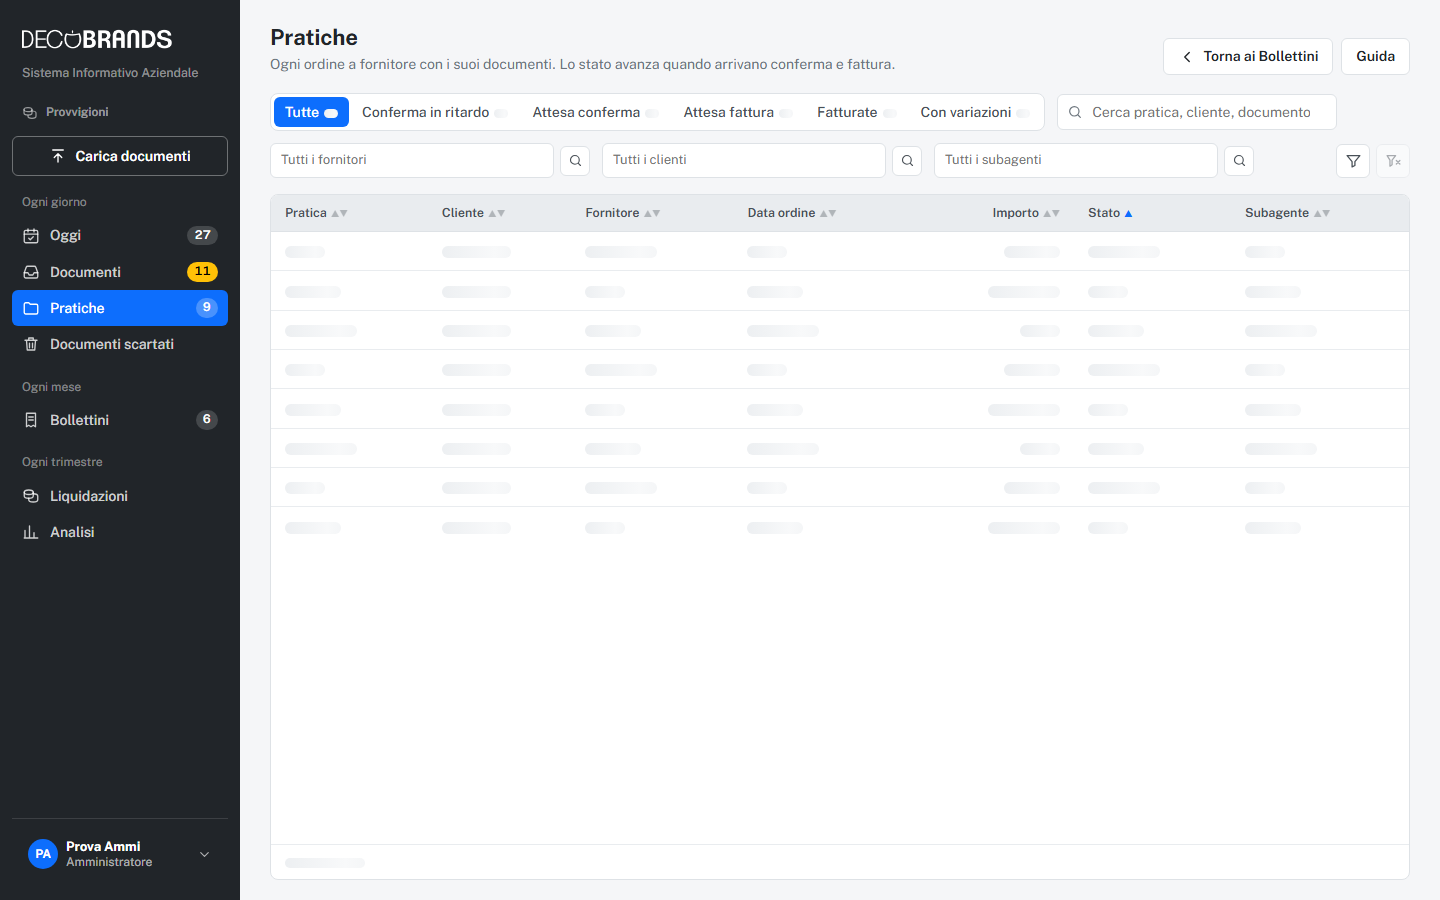 DECOBRANDS
Sistema Informativo Aziendale
Provvigioni
Carica documenti
Ogni giorno
Oggi 27
Documenti 11
Pratiche 9
Documenti scartati
Ogni mese
Bollettini 6
Ogni trimestre
Liquidazioni
Analisi
PA
Prova Ammi
Amministratore
Pratiche
Ogni ordine a fornitore con i suoi documenti. Lo stato avanza quando arrivano conferma e fattura.
Torna ai Bollettini
Guida
Tutte Conferma in ritardo Attesa conferma Attesa fattura Fatturate Con variazioni
Cerca pratica, cliente, documento
Tutti i fornitori
Tutti i clienti
Tutti i subagenti
Pratica Cliente Fornitore Data ordine Importo Stato Subagente